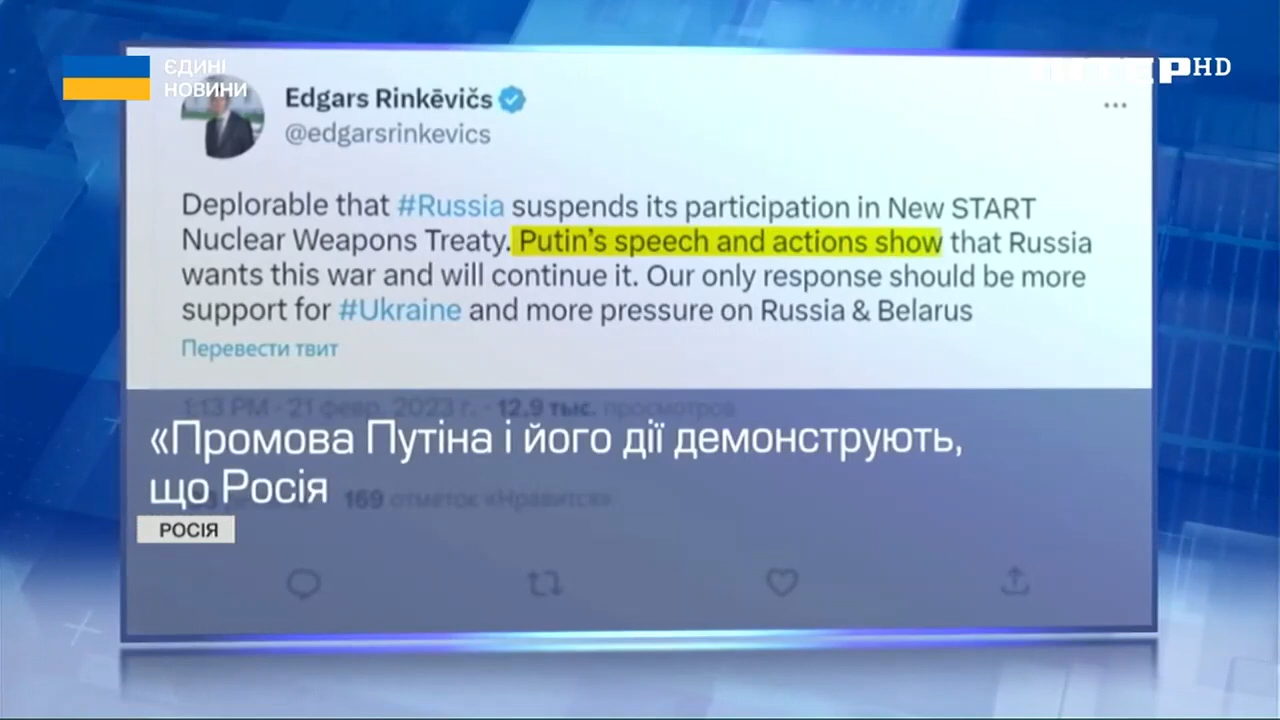 ЄДИНІ
НОВИНИ
HD
Edgars Rinkēvičs
@edgarsrinkevics
Deplorable that #Russia suspends its participation in New START
Nuclear Weapons Treaty. Putin's speech and actions show that Russia
wants this war and will continue it. Our only response should be more
support for #Ukraine and more pressure on Russia & Belarus
Перевести твит
1:13 PM · 21 февр. 2023 г. · 12,9 тыс. просмотров
«Промова Путіна і його дії демонструють,
що Росія
169 отметок «Нравится»
РОСІЯ